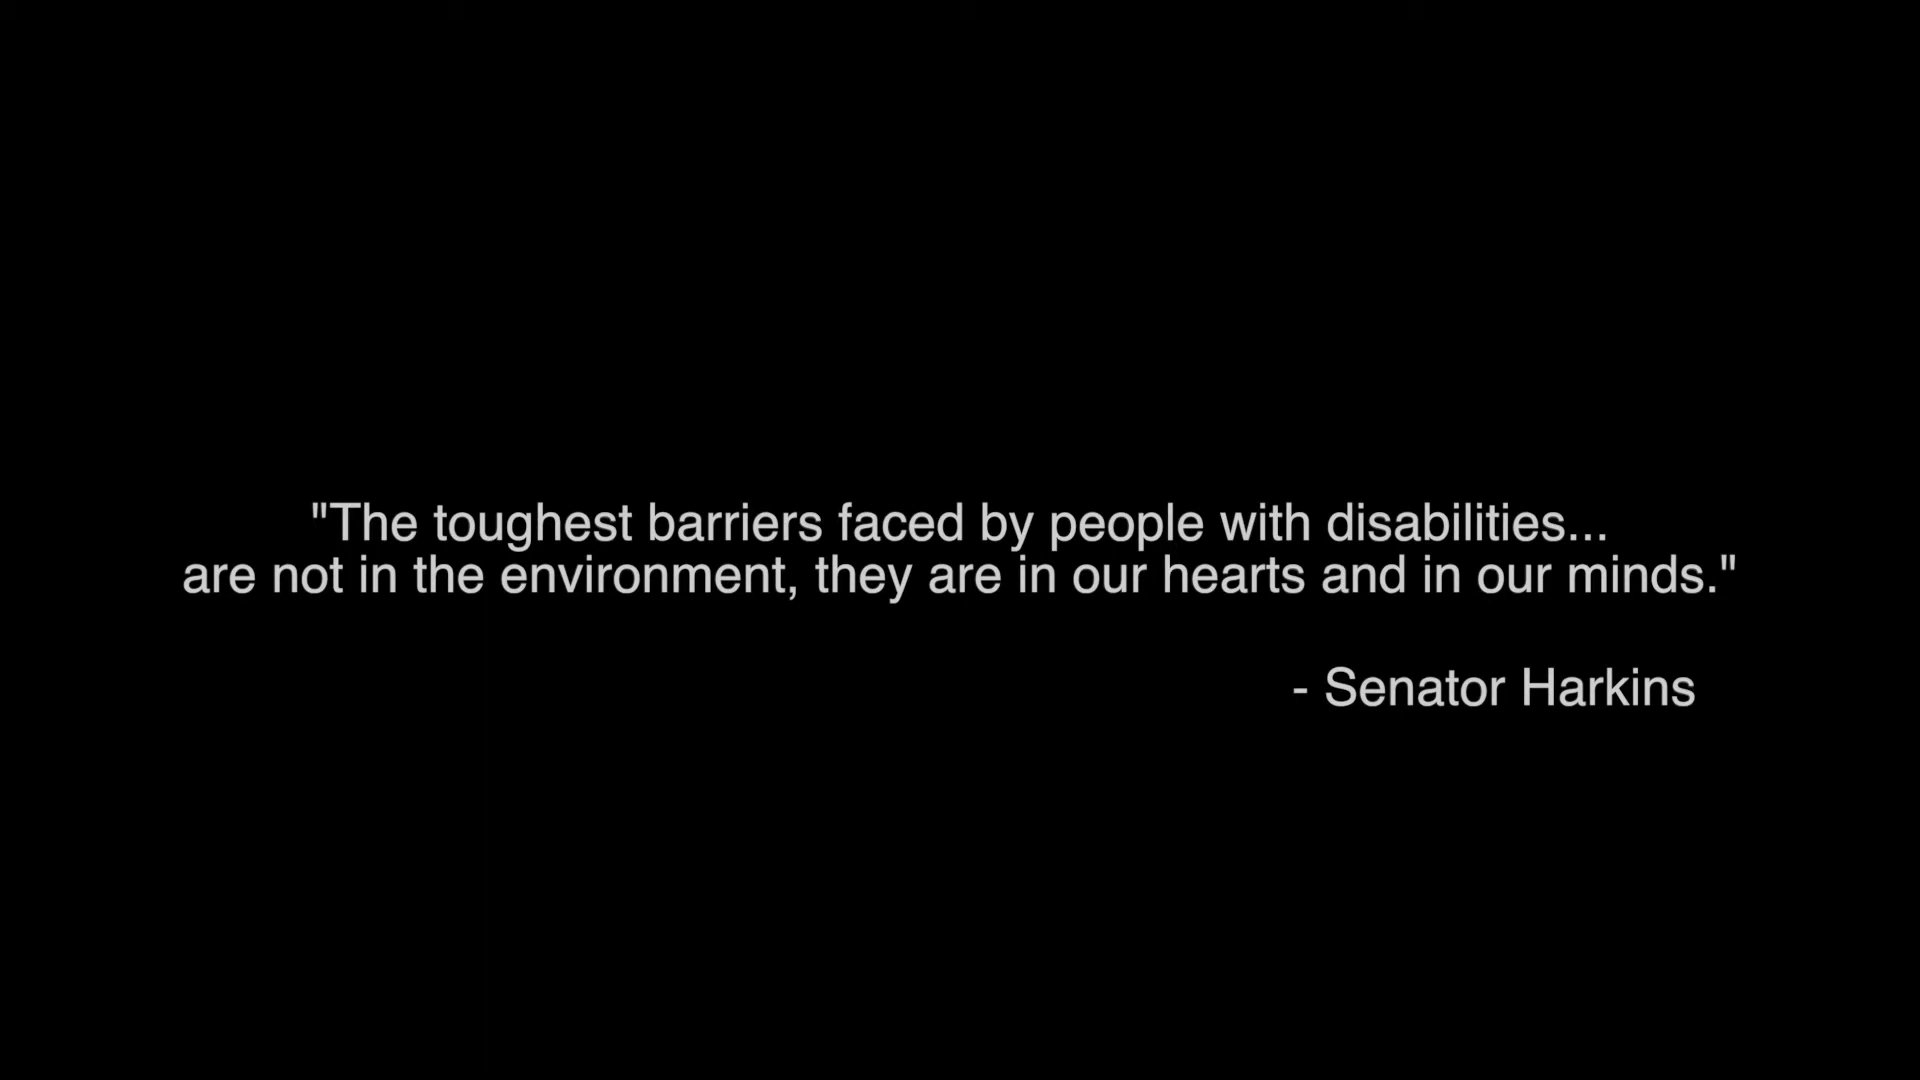 "The toughest barriers faced by people with disabilities...
are not in the environment, they are in our hearts and in our minds."
- Senator Harkins